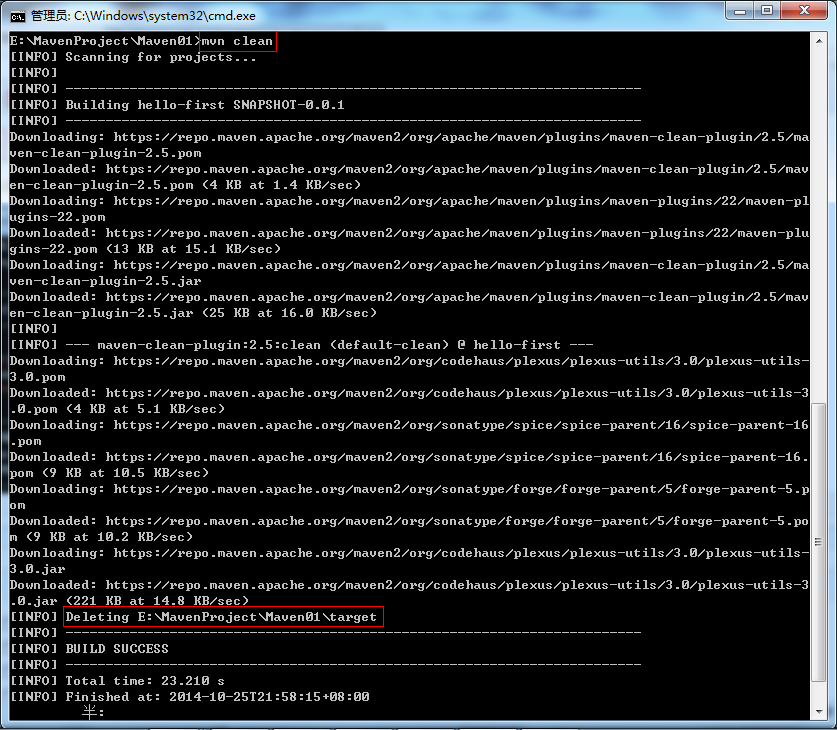 管理员: C:\Windows\system32\cmd.exe
E:\MavenProject\Maven01>mvn clean
[INFO] Scanning for projects...
[INFO]
[INFO] ------------------------------------------------------------------------
[INFO] Building hello-first SNAPSHOT-0.0.1
[INFO] ------------------------------------------------------------------------
Downloading: https://repo.maven.apache.org/maven2/org/apache/maven/plugins/maven-clean-plugin/2.5/ma
ven-clean-plugin-2.5.pom
Downloaded: https://repo.maven.apache.org/maven2/org/apache/maven/plugins/maven-clean-plugin/2.5/mav
en-clean-plugin-2.5.pom (4 KB at 1.4 KB/sec)
Downloading: https://repo.maven.apache.org/maven2/org/apache/maven/plugins/maven-plugins/22/maven-pl
ugins-22.pom
Downloaded: https://repo.maven.apache.org/maven2/org/apache/maven/plugins/maven-plugins/22/maven-plu
gins-22.pom (13 KB at 15.1 KB/sec)
Downloading: https://repo.maven.apache.org/maven2/org/apache/maven/plugins/maven-clean-plugin/2.5/ma
ven-clean-plugin-2.5.jar
Downloaded: https://repo.maven.apache.org/maven2/org/apache/maven/plugins/maven-clean-plugin/2.5/mav
en-clean-plugin-2.5.jar (25 KB at 16.0 KB/sec)
[INFO]
[INFO] --- maven-clean-plugin:2.5:clean (default-clean) @ hello-first ---
Downloading: https://repo.maven.apache.org/maven2/org/codehaus/plexus/plexus-utils/3.0/plexus-utils-
3.0.pom
Downloaded: https://repo.maven.apache.org/maven2/org/codehaus/plexus/plexus-utils/3.0/plexus-utils-3
.0.pom (4 KB at 5.1 KB/sec)
Downloading: https://repo.maven.apache.org/maven2/org/sonatype/spice/spice-parent/16/spice-parent-16
.pom
Downloaded: https://repo.maven.apache.org/maven2/org/sonatype/spice/spice-parent/16/spice-parent-16.
pom (9 KB at 10.5 KB/sec)
Downloading: https://repo.maven.apache.org/maven2/org/sonatype/forge/forge-parent/5/forge-parent-5.p
om
Downloaded: https://repo.maven.apache.org/maven2/org/sonatype/forge/forge-parent/5/forge-parent-5.po
m (9 KB at 10.2 KB/sec)
Downloading: https://repo.maven.apache.org/maven2/org/codehaus/plexus/plexus-utils/3.0/plexus-utils-
3.0.jar
Downloaded: https://repo.maven.apache.org/maven2/org/codehaus/plexus/plexus-utils/3.0/plexus-utils-3
.0.jar (221 KB at 14.8 KB/sec)
[INFO] Deleting E:\MavenProject\Maven01\target
[INFO] ------------------------------------------------------------------------
[INFO] BUILD SUCCESS
[INFO] ------------------------------------------------------------------------
[INFO] Total time: 23.210 s
[INFO] Finished at: 2014-10-25T21:58:15+08:00
半: